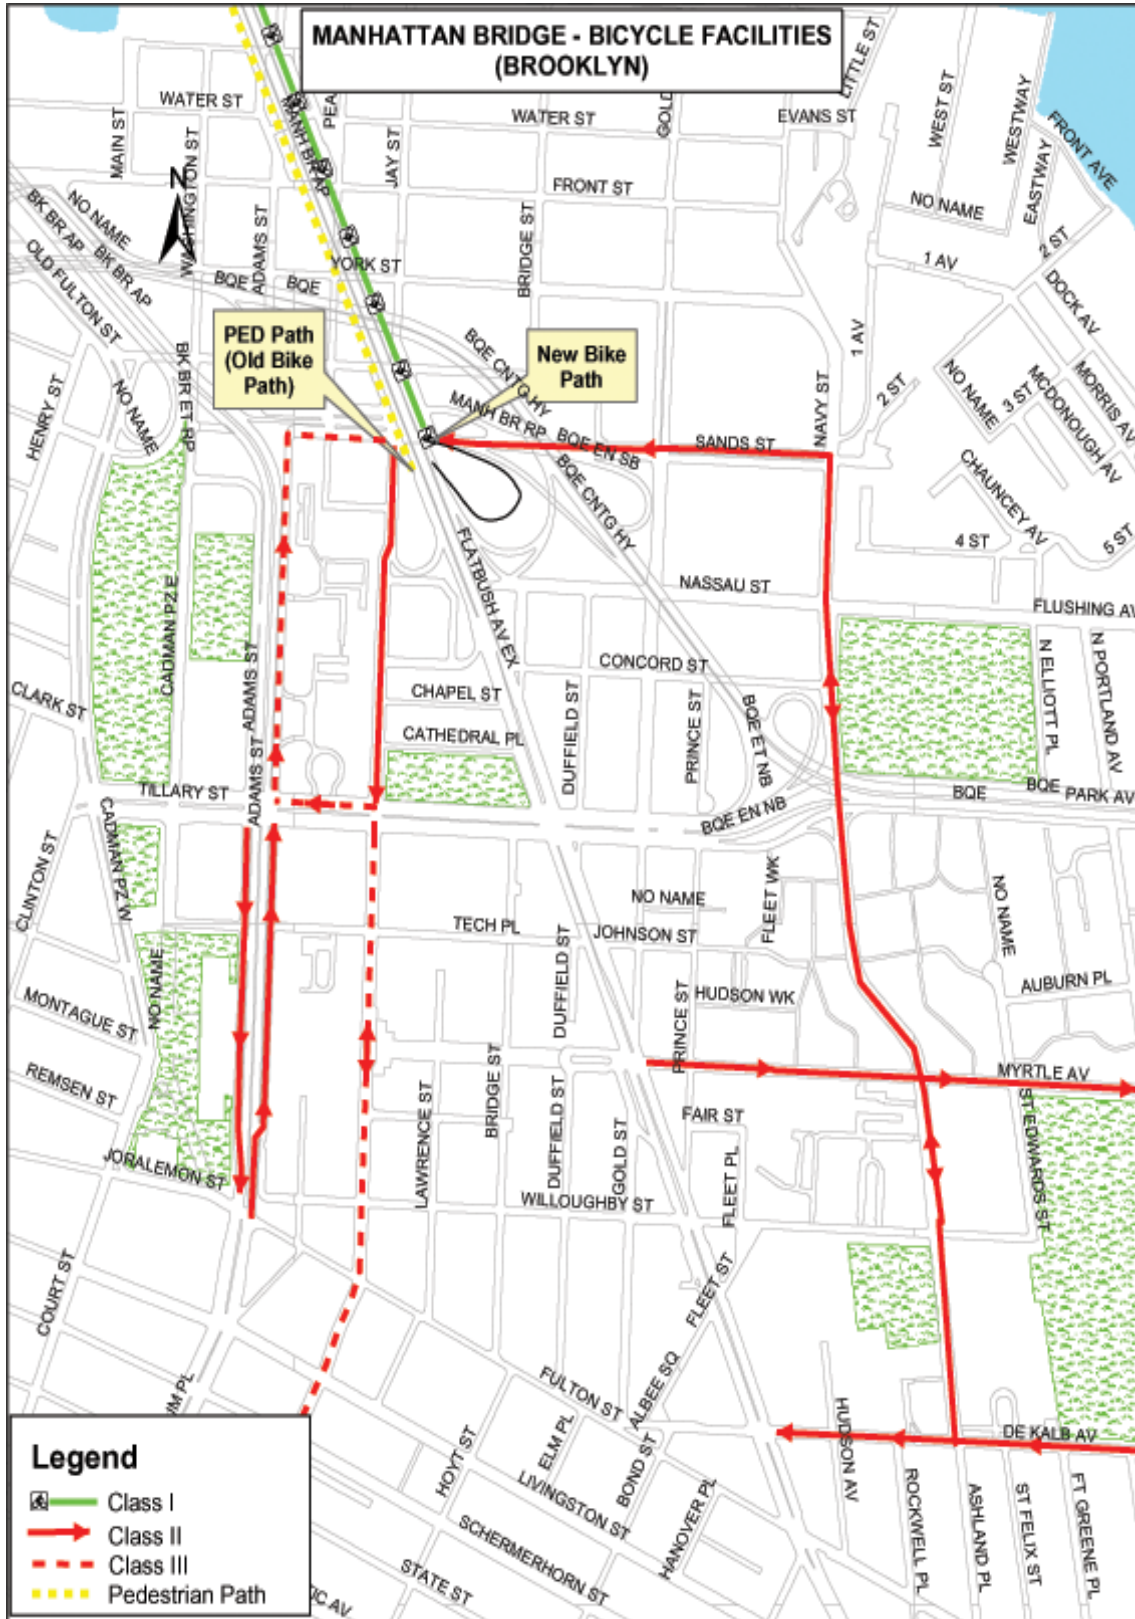 MANHATTAN BRIDGE - BICYCLE FACILITIES
(BROOKLYN)
LITTLE ST
WATER ST
PEA
WATER ST
GOLD
EVANS ST
WEST ST
WESTWAY
FRONT AVE
MAIN ST
WASHINGTON ST
MANH BR AP
JAY ST
EASTWAY
N
FRONT ST
NO NAME
BK BR AP
NO NAME
ADAMS ST
BRIDGE ST
2 ST
BK BR AP
YORK ST
1 AV
OLD FULTON ST
BQE
BQE
DOCK AV
PED Path
(Old Bike
Path)
New Bike
Path
BQE CNTG HY
1 AV
HENRY ST
NO NAME
BK BR ET RP
MANH BR RP
2 ST
NO NAME
3 ST
MCDONOUGH AV
MORRIS AV
NAVY ST
BQE EN SB
SANDS ST
BQE CNTG HY
CHAUNCEY AV
4 ST
5 ST
FLATBUSH AV EX
NASSAU ST
FLUSHING AV
CADMAN PZ E
ADAMS ST
CONCORD ST
N ELLIOTT PL
N PORTLAND AV
CLARK ST
CHAPEL ST
DUFFIELD ST
PRINCE ST
BQE ET NB
CATHEDRAL PL
TILLARY ST
ADAMS ST
BQE EN NB
BQE
BQE
PARK AV
CLINTON ST
CADMAN PZ W
NO NAME
FLEET WK
NO NAME
TECH PL
JOHNSON ST
NO NAME
DUFFIELD ST
MONTAGUE ST
PRINCE ST
HUDSON WK
AUBURN PL
REMSEN ST
MYRTLE AV
LAWRENCE ST
BRIDGE ST
DUFFIELD ST
GOLD ST
FAIR ST
FLEET PL
ST EDWARDS ST
JORALEMON ST
WILLOUGHBY ST
COURT ST
FLEET ST
FULTON ST
ALBEE SQ
UM PL
HUDSON AV
DE KALB AV
Legend
Class I
Class II
Class III
Pedestrian Path
HOYT ST
ELM PL
BOND ST
LIVINGSTON ST
HANOVER PL
SCHERMERHORN ST
STATE ST
IC AV
ROCKWELL PL
ASHLAND PL
ST FELIX ST
FT GREENE PL